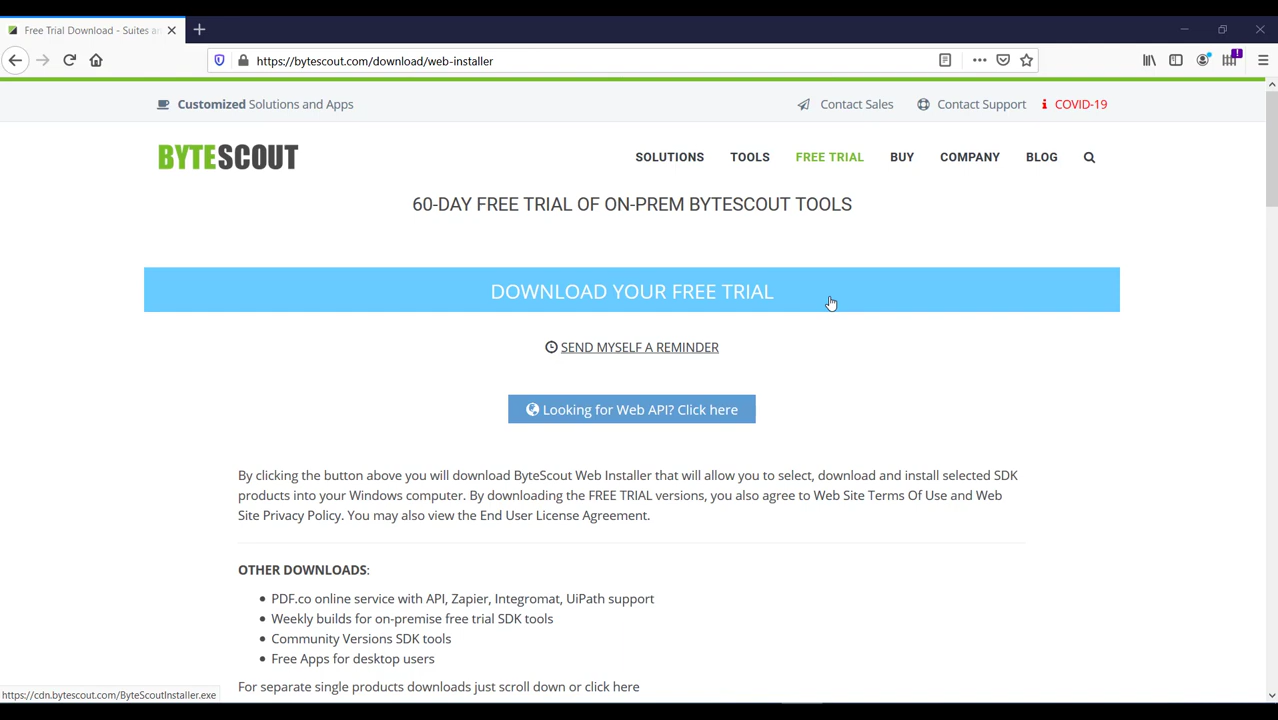 Free Trial Download - Suites an
https://bytescout.com/download/web-installer
Customized Solutions and Apps
Contact Sales
Contact Support
COVID-19
BYTESCOUT
SOLUTIONS
TOOLS
FREE TRIAL
BUY
COMPANY
BLOG
60-DAY FREE TRIAL OF ON-PREM BYTESCOUT TOOLS
DOWNLOAD YOUR FREE TRIAL
SEND MYSELF A REMINDER
Looking for Web API? Click here
By clicking the button above you will download ByteScout Web Installer that will allow you to select, download and install selected SDK
products into your Windows computer. By downloading the FREE TRIAL versions, you also agree to Web Site Terms Of Use and Web
Site Privacy Policy. You may also view the End User License Agreement.
OTHER DOWNLOADS:
PDF.co online service with API, Zapier, Integromat, UiPath support
Weekly builds for on-premise free trial SDK tools
Community Versions SDK tools
Free Apps for desktop users
For separate single products downloads just scroll down or click here
https://cdn.bytescout.com/ByteScoutInstaller.exe